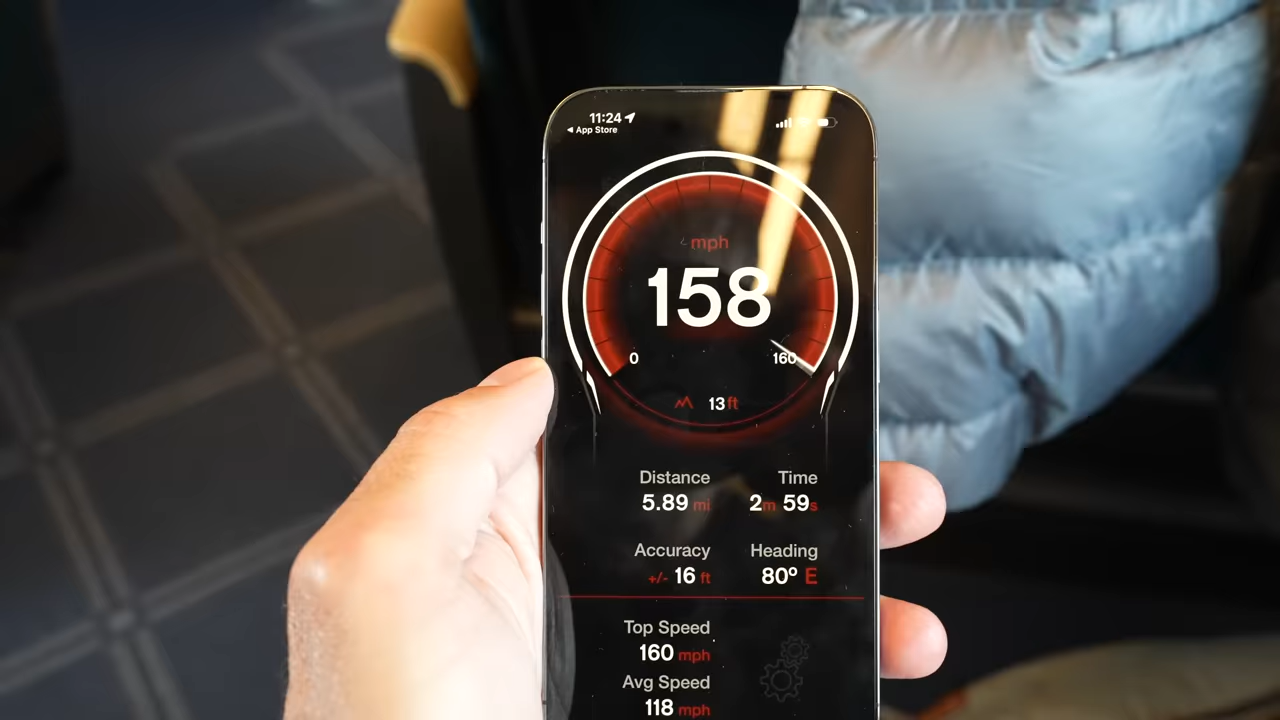 11:24
◀ App Store
mph
158
0
160
13 ft
Distance Time
5.89 mi 2m 59s
Accuracy Heading
+/- 16 ft 80° E
Top Speed
160 mph
Avg Speed
118 mph